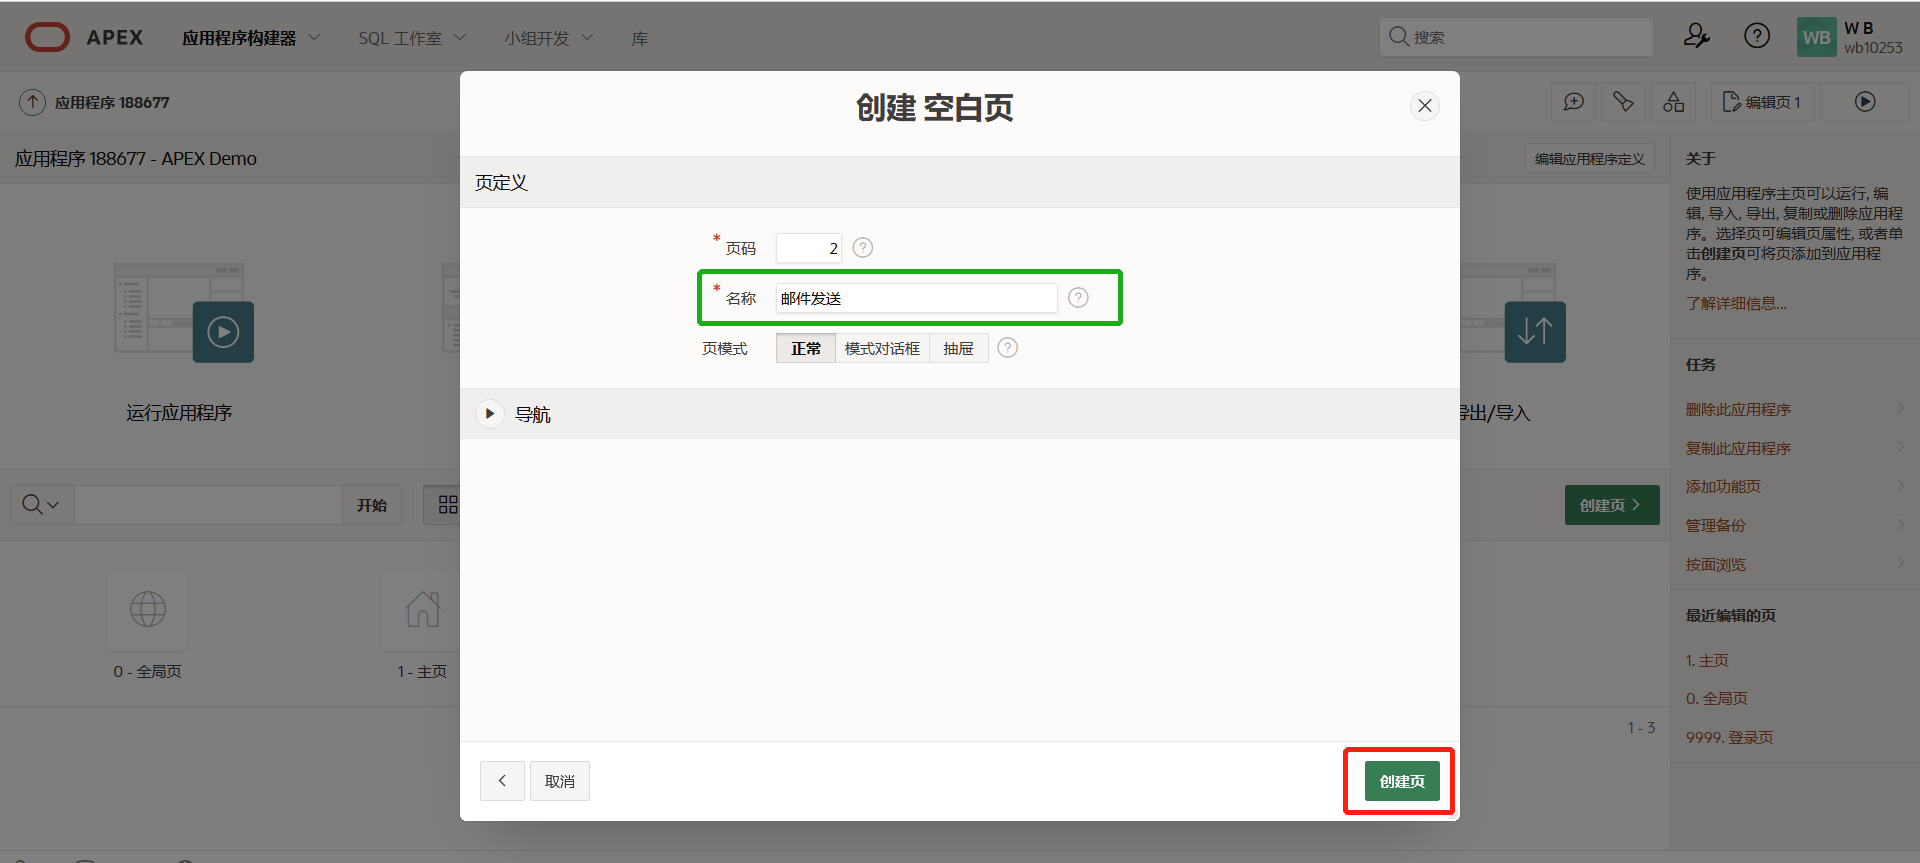 APEX 应用程序构建器 SQL 工作室 小组开发 库 搜索 WB W B
wb10253
应用程序 188677 编辑页 1
应用程序 188677 - APEX Demo 编辑应用程序定义
运行应用程序
导出/导入
开始 创建页
0 - 全局页 1 - 主页
1 - 3
创建 空白页
页定义
* 页码 2 ?
* 名称 邮件发送 ?
页模式 正常 模式对话框 抽屉 ?
导航
取消 创建页
关于
使用应用程序主页可以运行, 编
辑, 导入, 导出, 复制或删除应用程
序。选择页可编辑页属性, 或者单
击创建页可将页添加到应用程
序。
了解详细信息...
任务
删除此应用程序
复制此应用程序
添加功能页
管理备份
按面浏览
最近编辑的页
1. 主页
0. 全局页
9999. 登录页